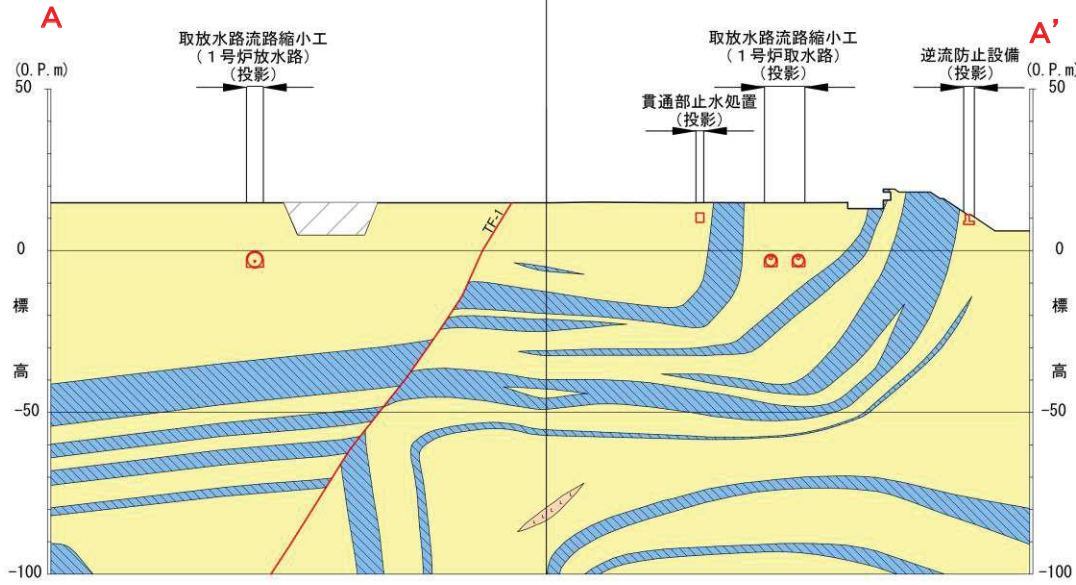 A
A'
取放水路流路縮小工
(1号炉放水路)
(投影)
取放水路流路縮小工
(1号炉取水路)
(投影)
逆流防止設備
(投影)
貫通部止水処置
(投影)
(O.P.m)
(O.P.m)
50
50
TF-1
0
0
標
高
標
高
-50
-50
-100
-100